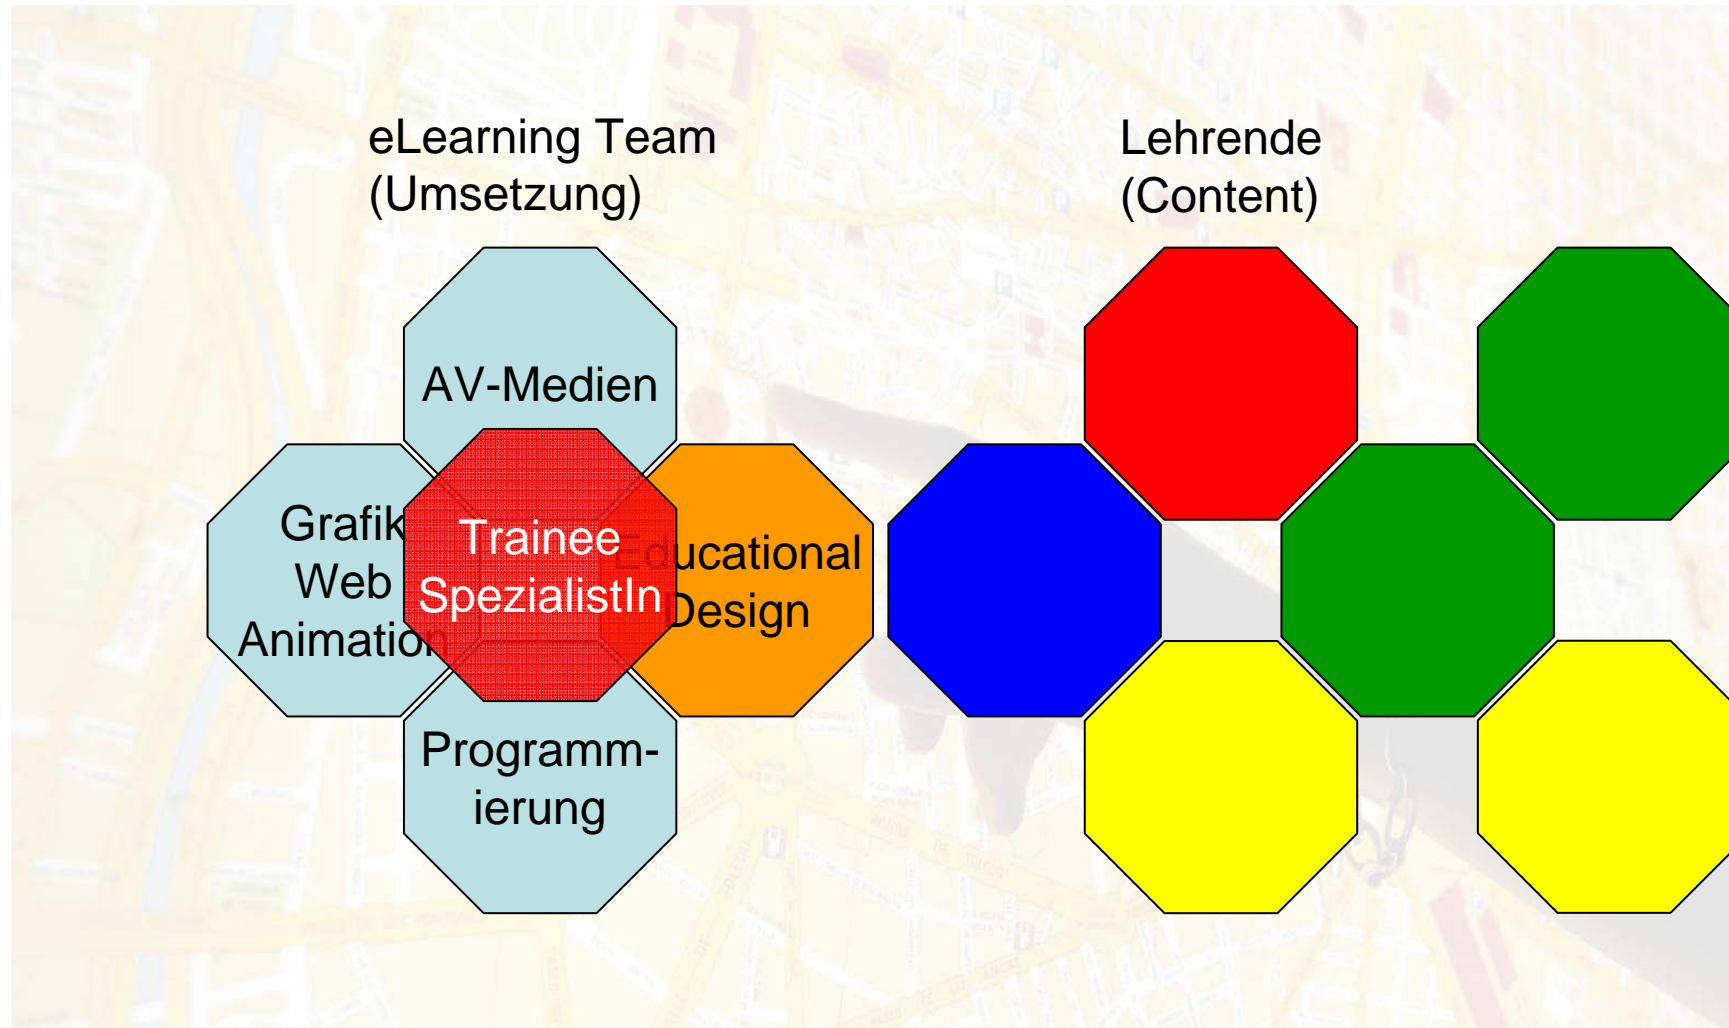 eLearning Team
(Umsetzung)
Lehrende
(Content)
AV-Medien
Grafik
Web
Animation
Trainee
SpezialistIn
Educational
Design
Programm-
ierung